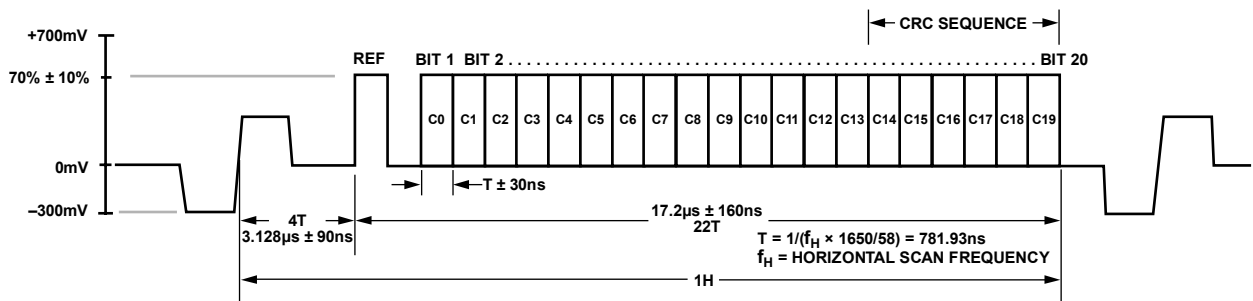 CRC SEQUENCE
+700mV
REF
BIT 1 BIT 2 . . . . . . . . . . . . . . . . . . . . . . . . . . . . . . . . . . . . . . . . . . . . . . . . . . . . . . . . . . . . . . . . . . BIT 20
70% ± 10%
C0 C1 C2 C3 C4 C5 C6 C7 C8 C9 C10 C11 C12 C13 C14 C15 C16 C17 C18 C19
0mV
T ± 30ns
–300mV
4T
3.128µs ± 90ns
17.2µs ± 160ns
22T
T = 1/(fH × 1650/58) = 781.93ns
fH = HORIZONTAL SCAN FREQUENCY
1H